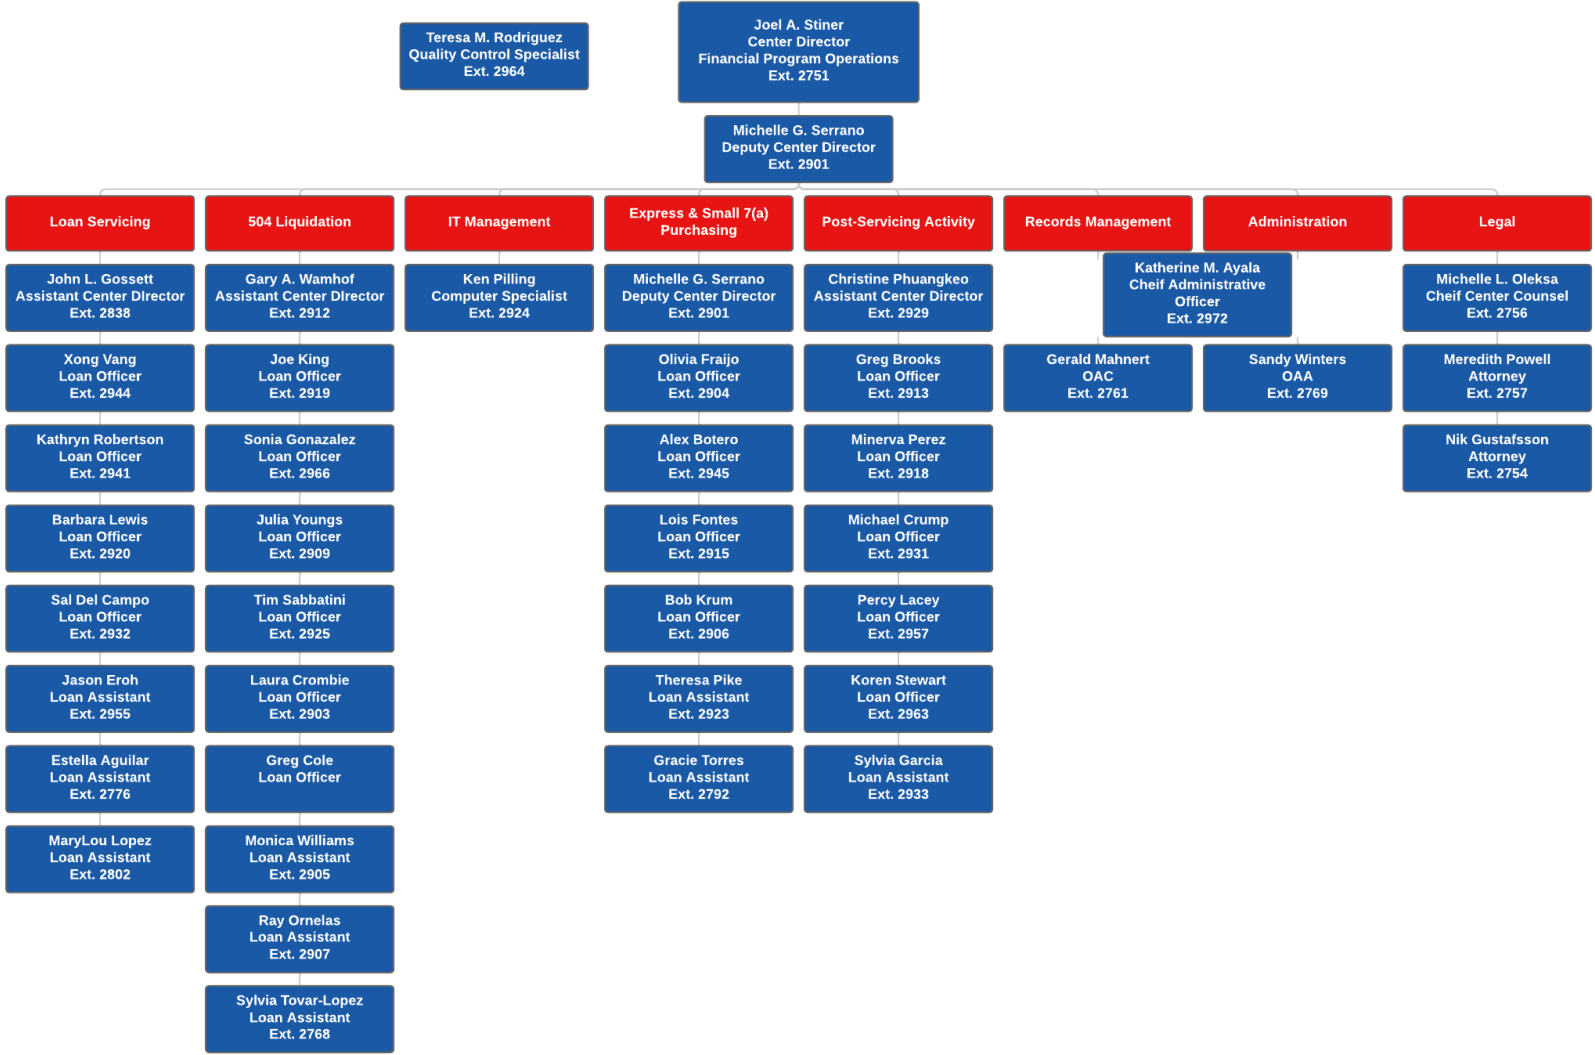 Teresa M. Rodriguez
Quality Control Specialist
Ext. 2964
Joel A. Stiner
Center Director
Financial Program Operations
Ext. 2751
Michelle G. Serrano
Deputy Center Director
Ext. 2901
Loan Servicing
John L. Gossett
Assistant Center DIrector
Ext. 2838
Xong Vang
Loan Officer
Ext. 2944
Kathryn Robertson
Loan Officer
Ext. 2941
Barbara Lewis
Loan Officer
Ext. 2920
Sal Del Campo
Loan Officer
Ext. 2932
Jason Eroh
Loan Assistant
Ext. 2955
Estella Aguilar
Loan Assistant
Ext. 2776
MaryLou Lopez
Loan Assistant
Ext. 2802
504 Liquidation
Gary A. Wamhof
Assistant Center DIrector
Ext. 2912
Joe King
Loan Officer
Ext. 2919
Sonia Gonazalez
Loan Officer
Ext. 2966
Julia Youngs
Loan Officer
Ext. 2909
Tim Sabbatini
Loan Officer
Ext. 2925
Laura Crombie
Loan Officer
Ext. 2903
Greg Cole
Loan Officer
Monica Williams
Loan Assistant
Ext. 2905
Ray Ornelas
Loan Assistant
Ext. 2907
Sylvia Tovar-Lopez
Loan Assistant
Ext. 2768
IT Management
Ken Pilling
Computer Specialist
Ext. 2924
Express & Small 7(a)
Purchasing
Michelle G. Serrano
Deputy Center Director
Ext. 2901
Olivia Fraijo
Loan Officer
Ext. 2904
Alex Botero
Loan Officer
Ext. 2945
Lois Fontes
Loan Officer
Ext. 2915
Bob Krum
Loan Officer
Ext. 2906
Theresa Pike
Loan Assistant
Ext. 2923
Gracie Torres
Loan Assistant
Ext. 2792
Post-Servicing Activity
Christine Phuangkeo
Assistant Center Director
Ext. 2929
Greg Brooks
Loan Officer
Ext. 2913
Minerva Perez
Loan Officer
Ext. 2918
Michael Crump
Loan Officer
Ext. 2931
Percy Lacey
Loan Officer
Ext. 2957
Koren Stewart
Loan Officer
Ext. 2963
Sylvia Garcia
Loan Assistant
Ext. 2933
Records Management
Administration
Katherine M. Ayala
Cheif Administrative
Officer
Ext. 2972
Gerald Mahnert
OAC
Ext. 2761
Sandy Winters
OAA
Ext. 2769
Legal
Michelle L. Oleksa
Cheif Center Counsel
Ext. 2756
Meredith Powell
Attorney
Ext. 2757
Nik Gustafsson
Attorney
Ext. 2754